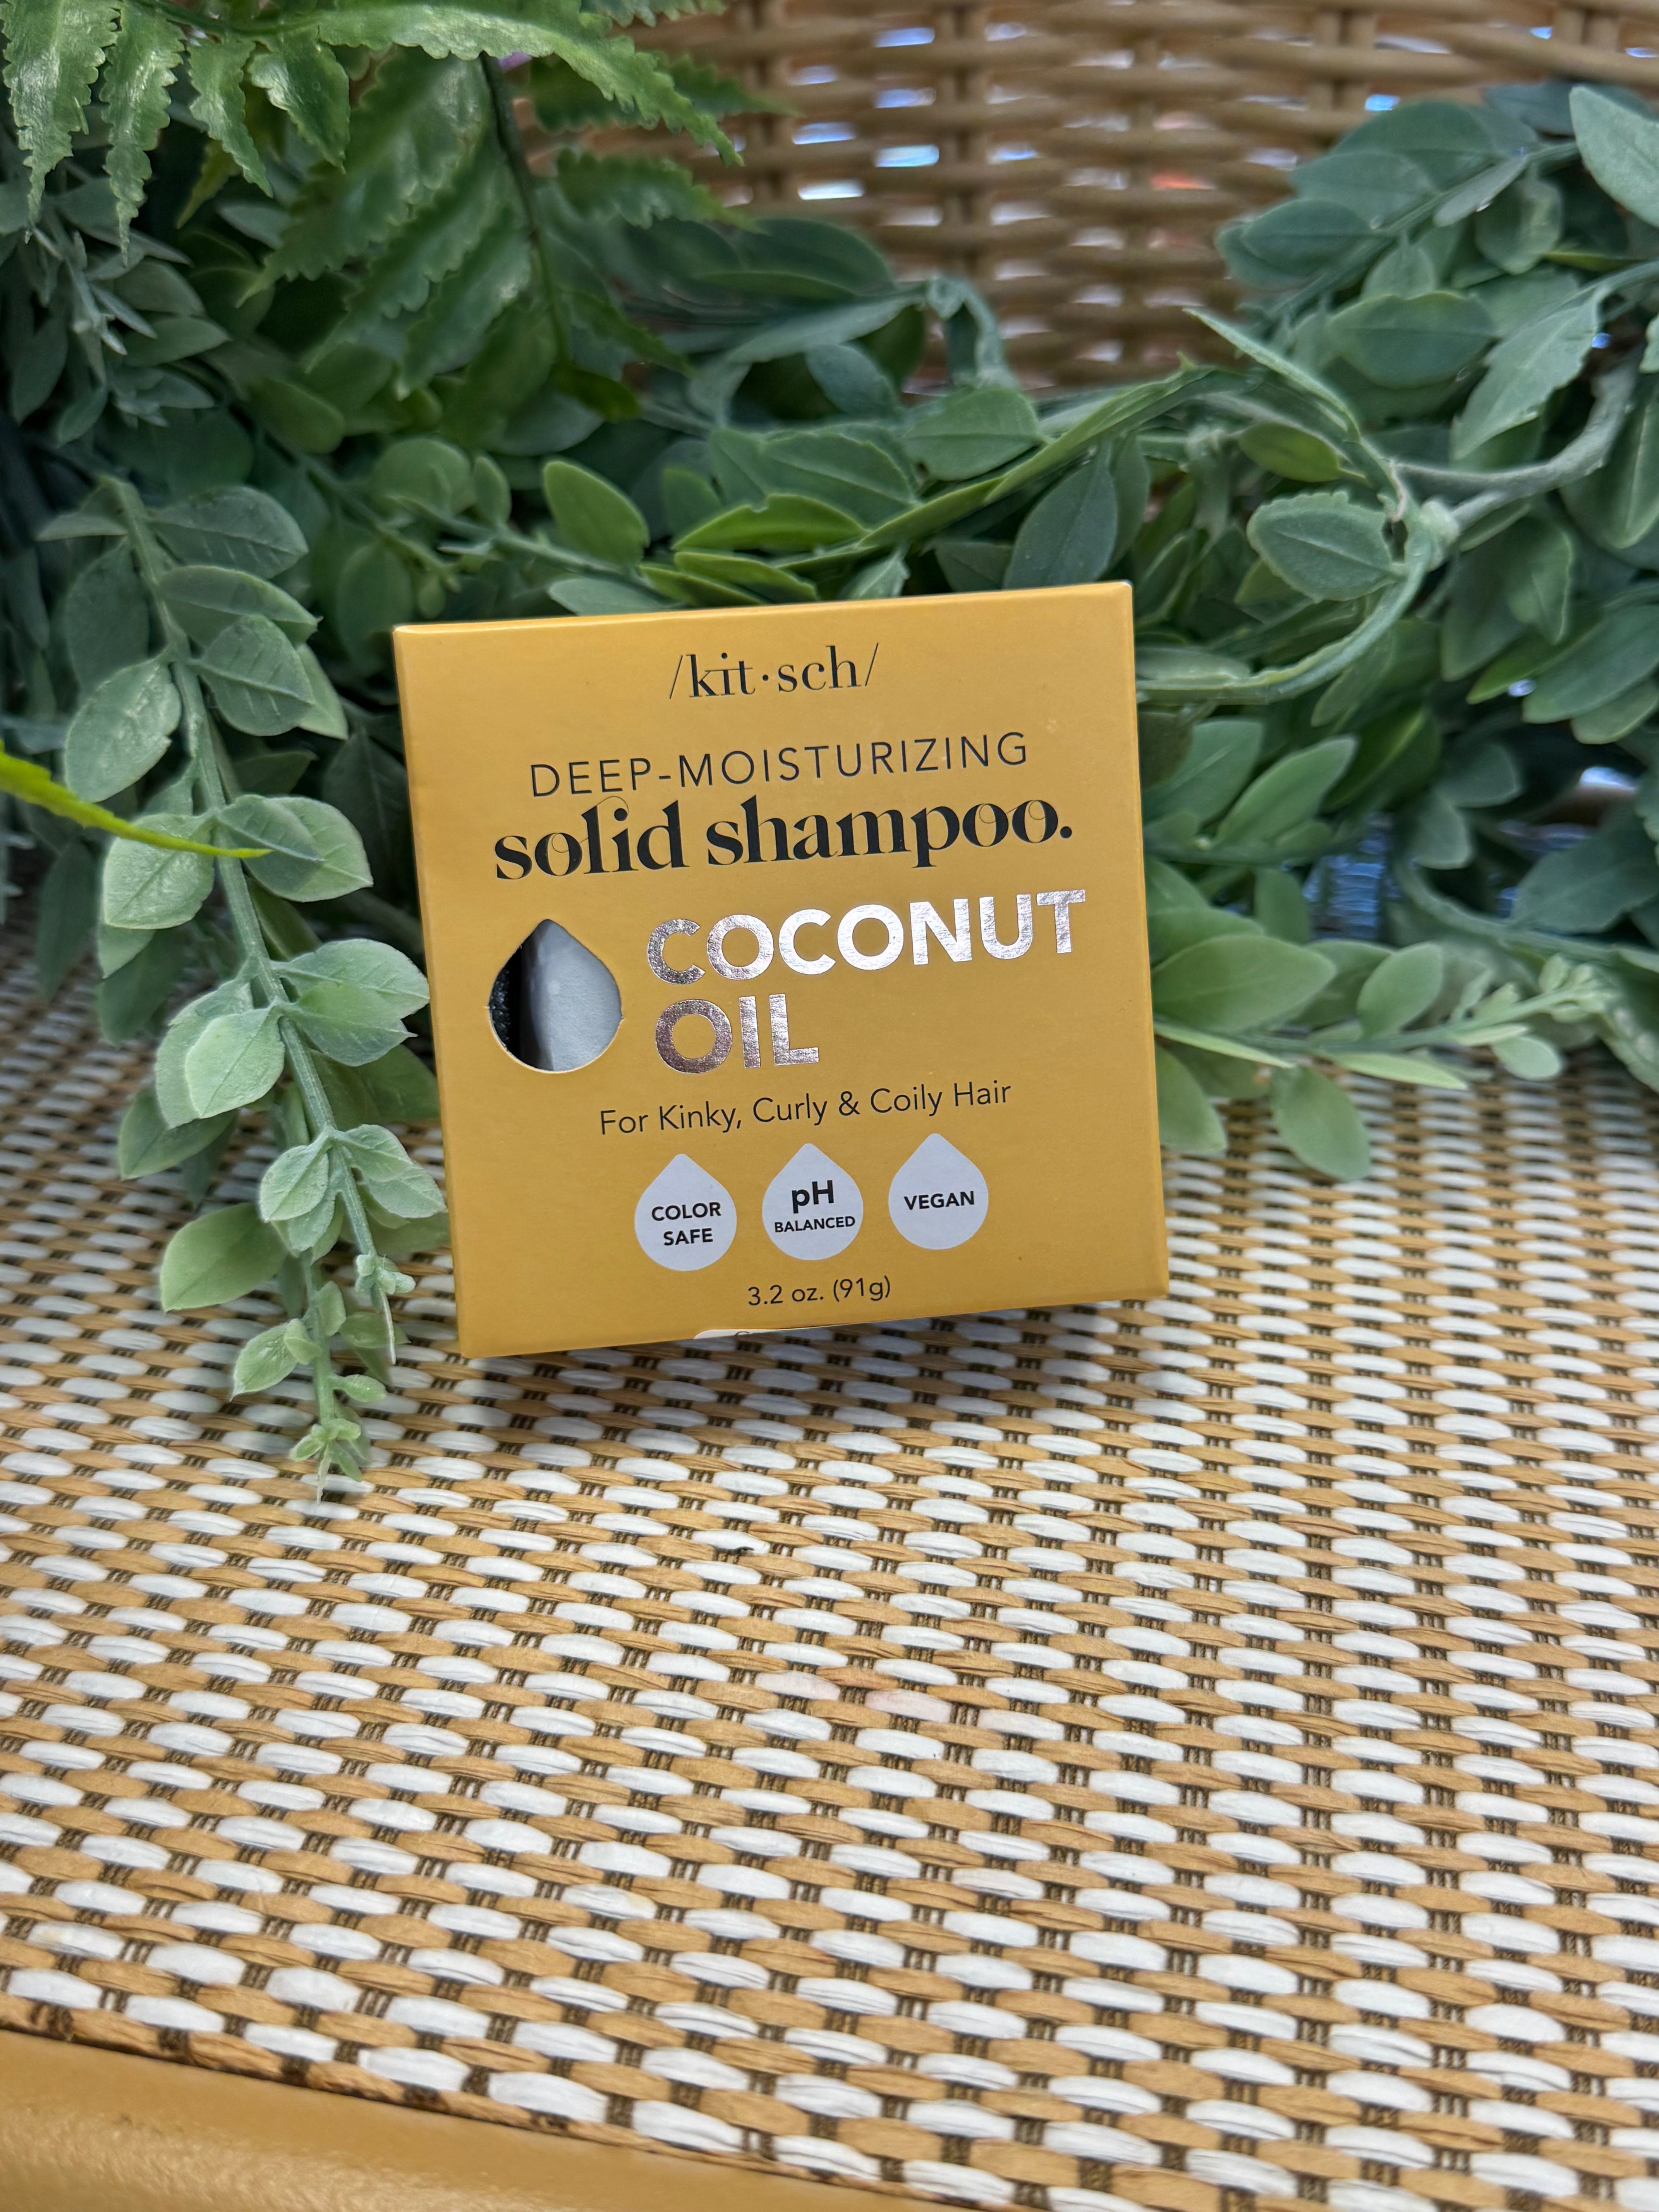 /kit·sch/
DEEP-MOISTURIZING
solid shampoo.
COCONUT
OIL
For Kinky, Curly & Coily Hair
COLOR
SAFE
pH
BALANCED
VEGAN
3.2 oz. (91g)